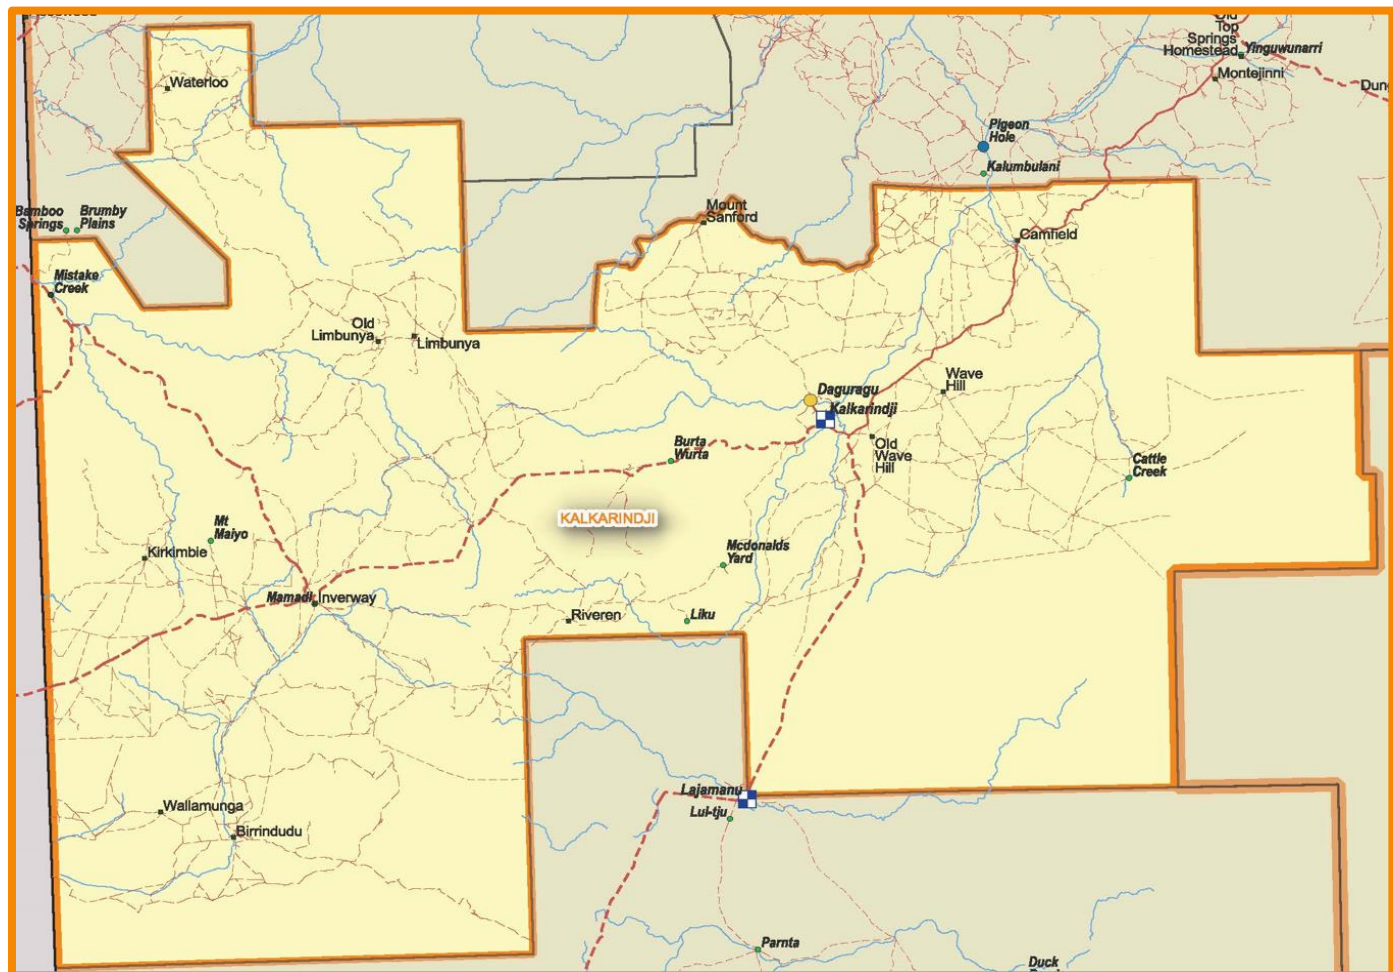 Old
Top
Springs
Homestead
Yinguwunarri
Waterloo
Montejinni
Pigeon
Hole
Kalumbulani
Bamboo
Springs
Brumby
Plains
Mount
Sanford
Camfield
Mistake
Creek
Old
Limbunya
Limbunya
Wave
Hill
Daguragu
Kalkarindji
Burta
Wurta
Old
Wave
Hill
Cattle
Creek
KALKARINDJI
Mt
Maiyo
Kirkimbie
Mcdonalds
Yard
Mamadi
Inverway
Riveren
Liku
Lajamanu
Lul-tju
Wallamunga
Birrindudu
Parnta
Duck